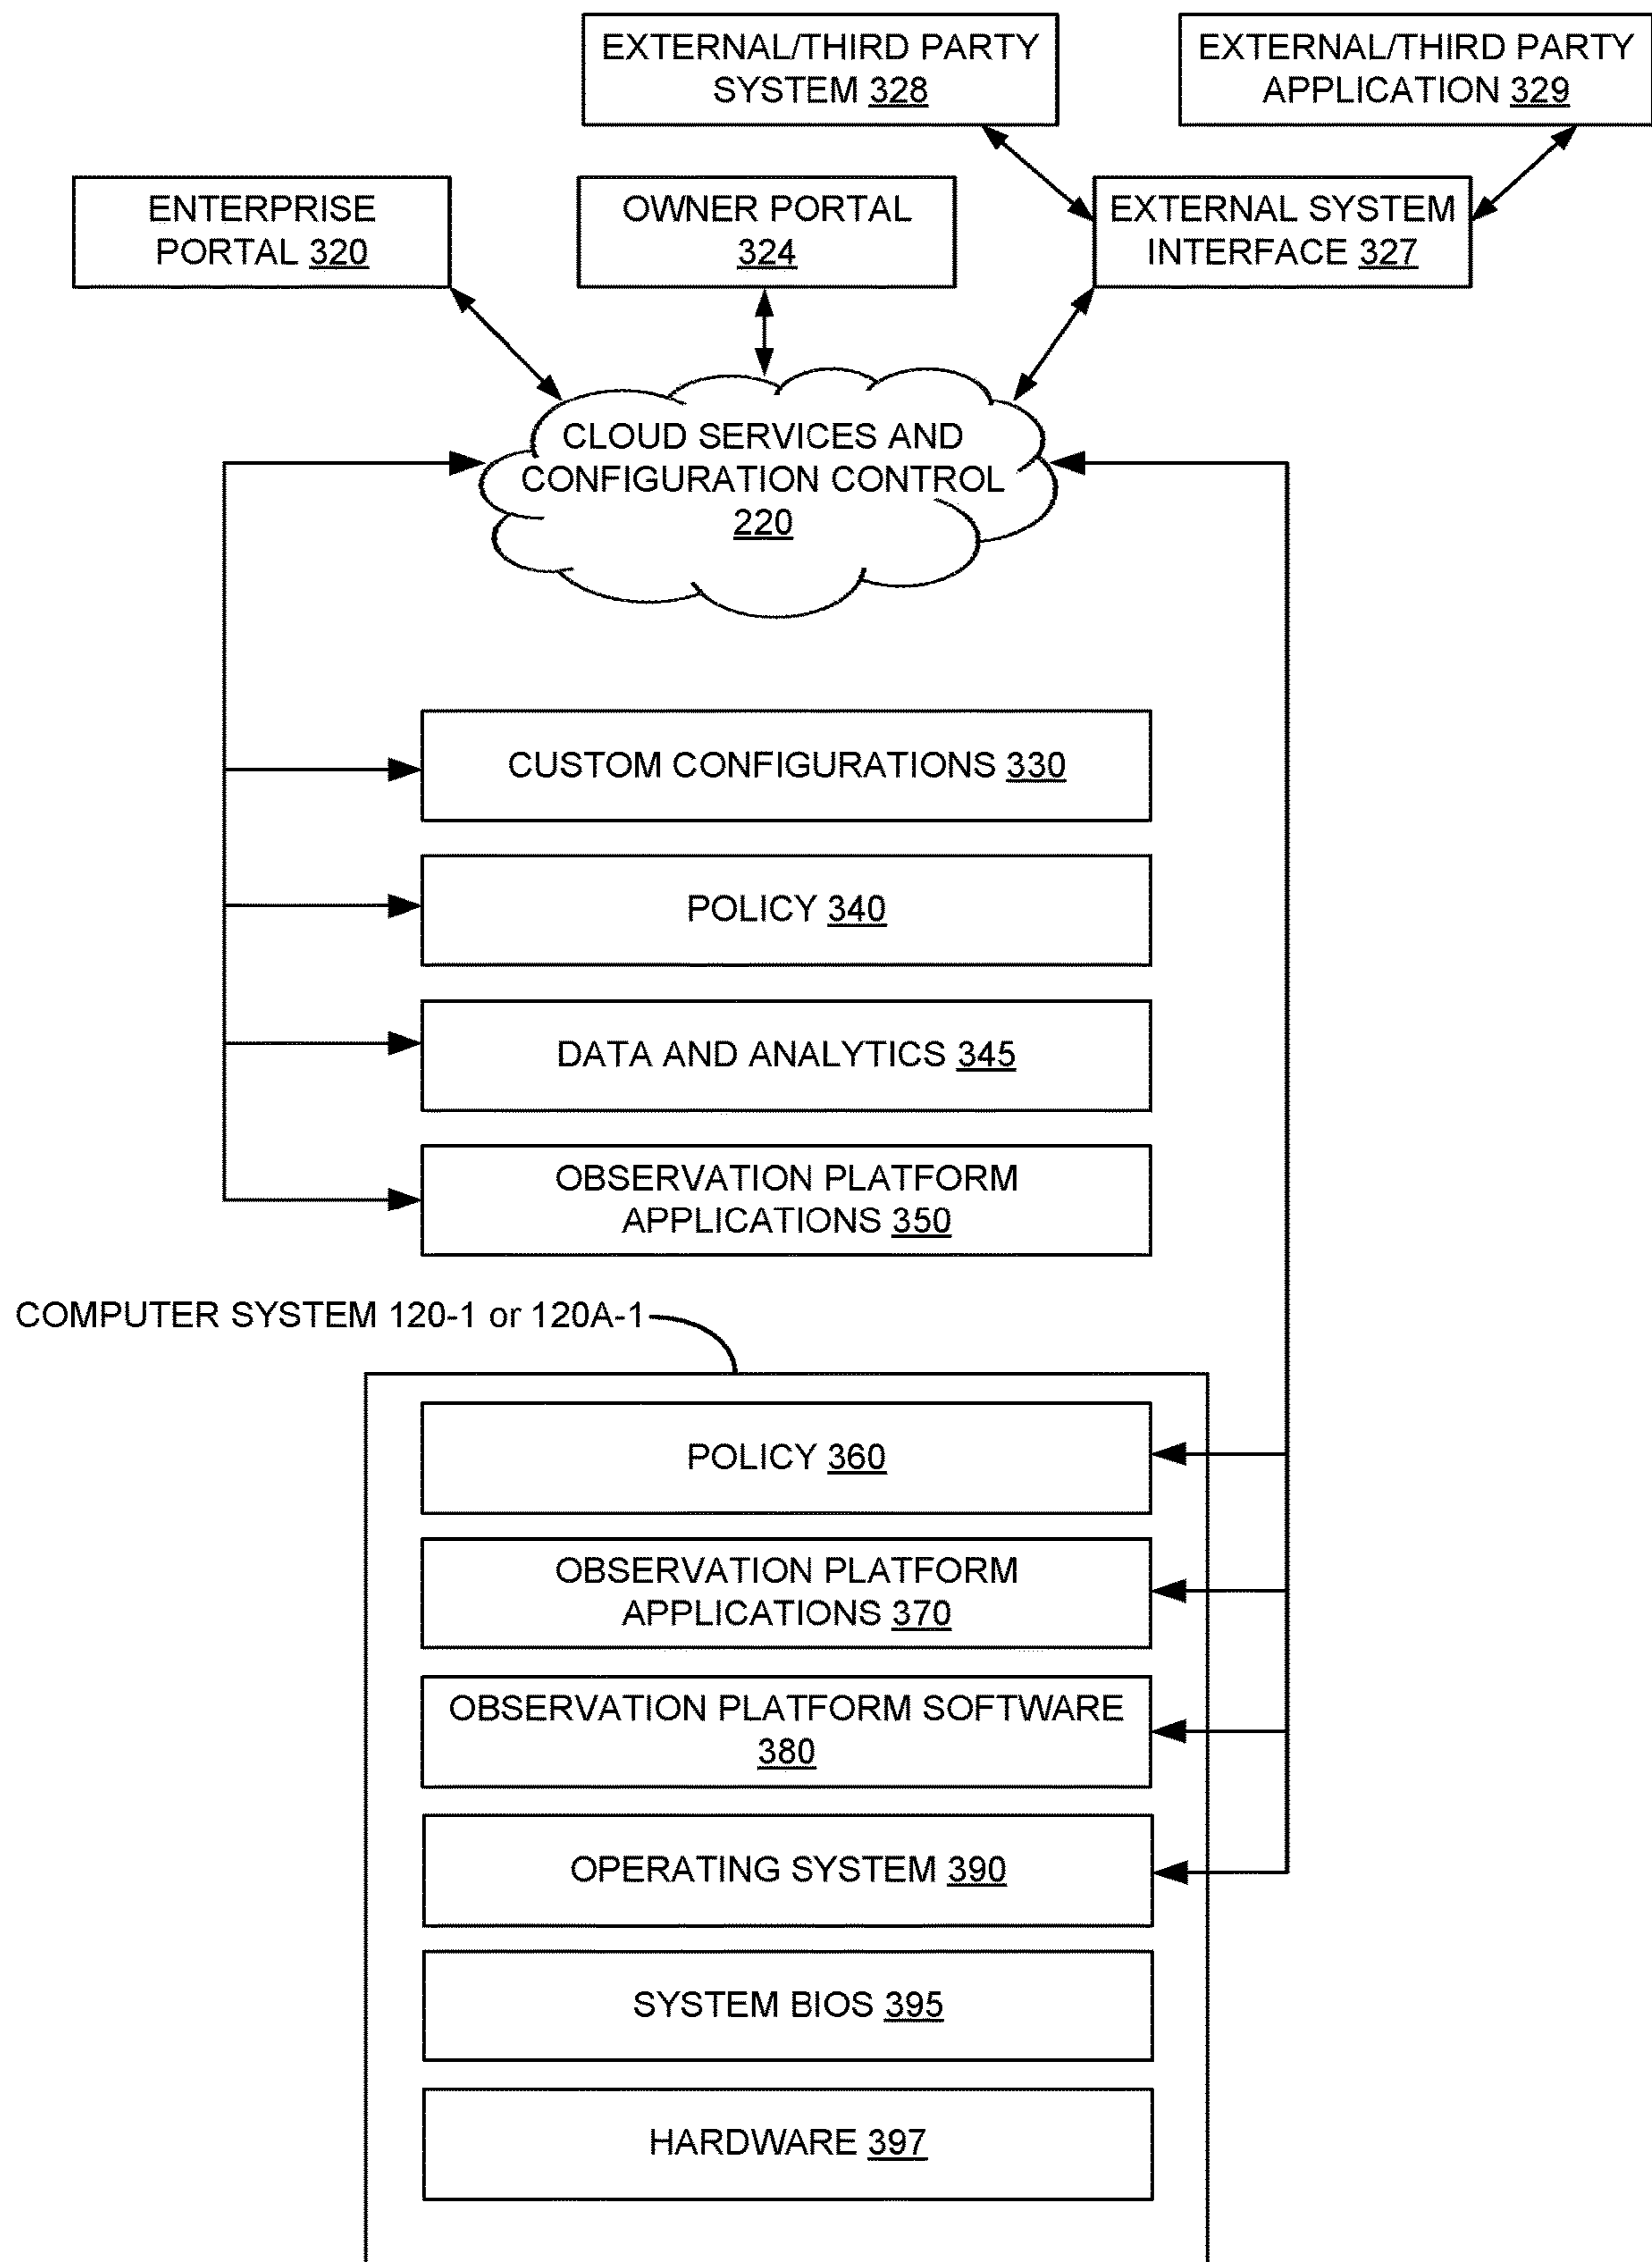 EXTERNAL/THIRD PARTY
SYSTEM 328
EXTERNAL/THIRD PARTY
APPLICATION 329
ENTERPRISE
PORTAL 320
OWNER PORTAL
324
EXTERNAL SYSTEM
INTERFACE 327
CLOUD SERVICES AND
CONFIGURATION CONTROL
220
CUSTOM CONFIGURATIONS 330
POLICY 340
DATA AND ANALYTICS 345
OBSERVATION PLATFORM
APPLICATIONS 350
COMPUTER SYSTEM 120-1 or 120A-1
POLICY 360
OBSERVATION PLATFORM
APPLICATIONS 370
OBSERVATION PLATFORM SOFTWARE
380
OPERATING SYSTEM 390
SYSTEM BIOS 395
HARDWARE 397